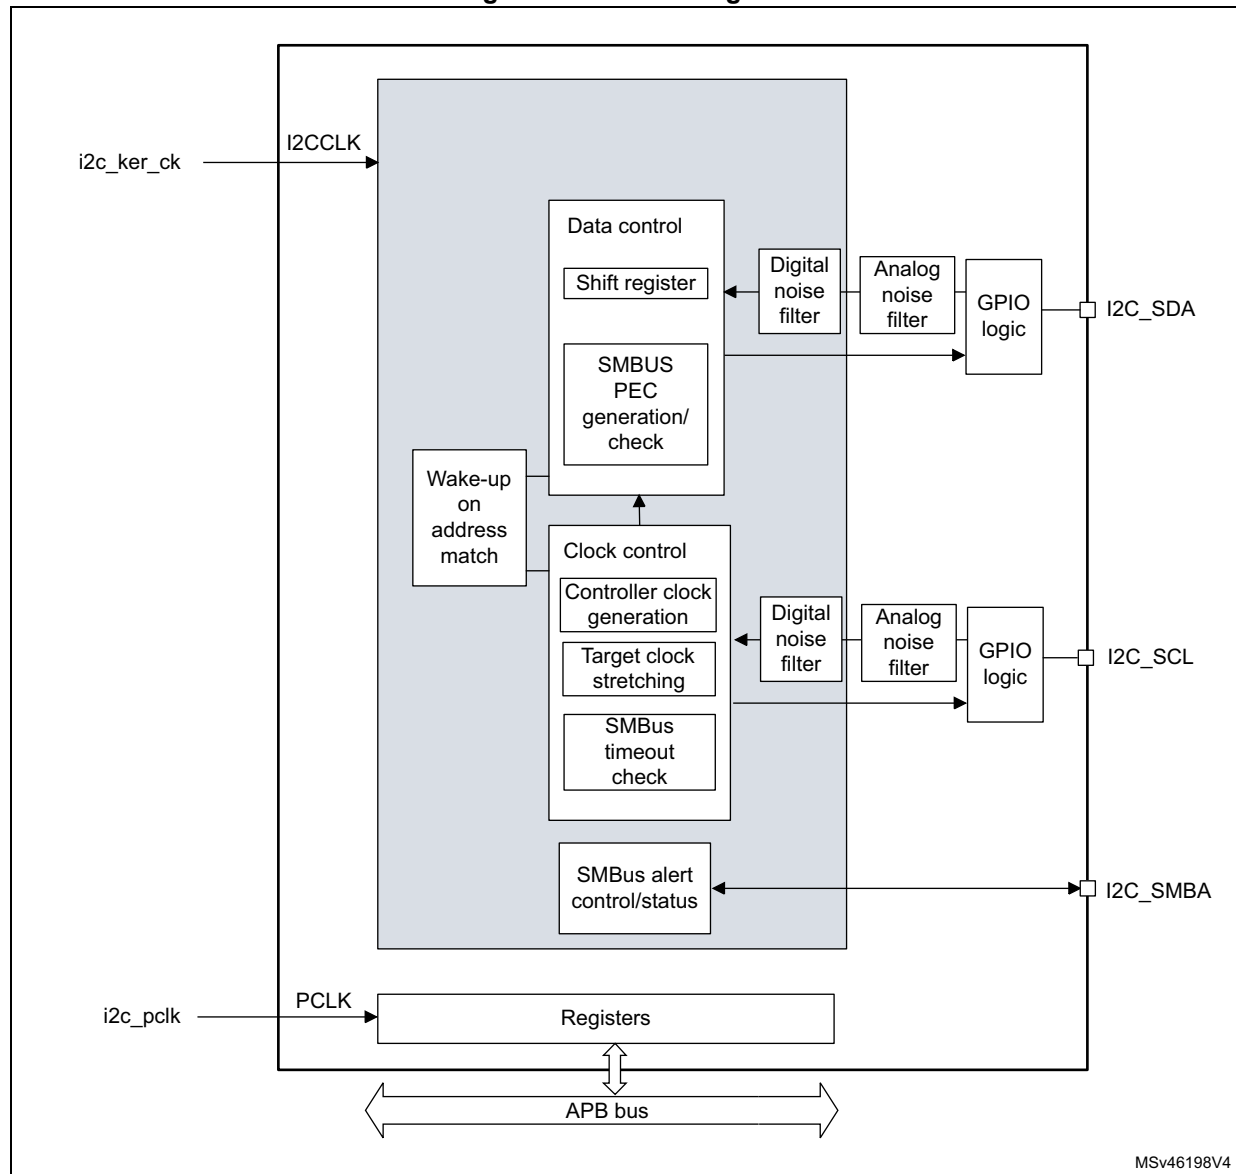 I2CCLK
i2c_ker_ck
Data control
Shift register
SMBUS
PEC
generation/
check
Digital
noise
filter
Analog
noise
filter
GPIO
logic
I2C_SDA
Wake-up
on
address
match
Clock control
Controller clock
generation
Target clock
stretching
SMBus
timeout
check
Digital
noise
filter
Analog
noise
filter
GPIO
logic
I2C_SCL
SMBus alert
control/status
I2C_SMBA
PCLK
i2c_pclk
Registers
APB bus
MSv46198V4